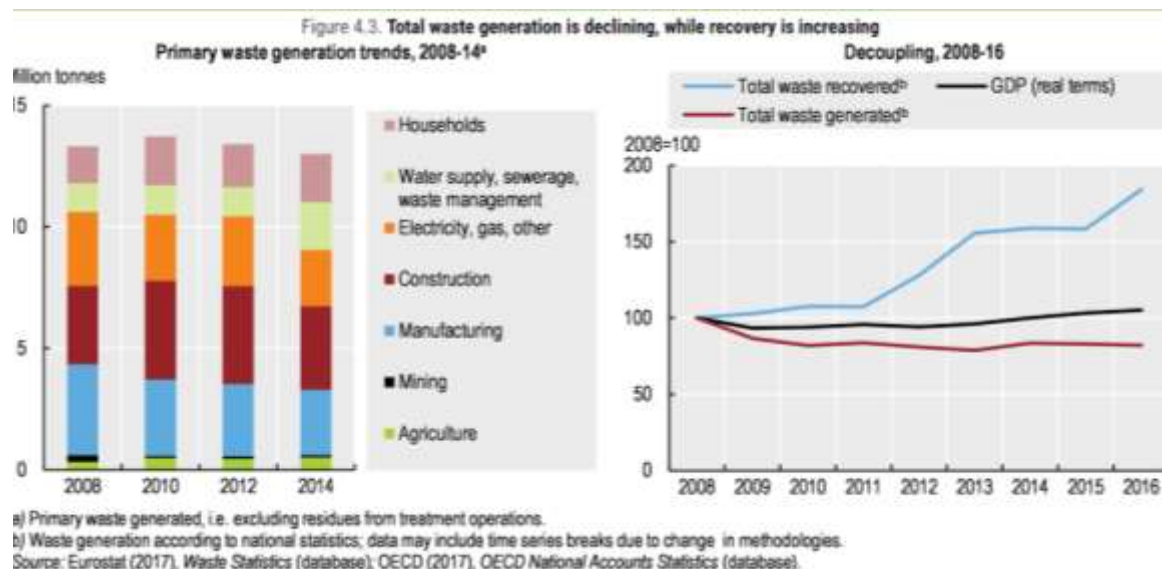 Figure 4.3. Total waste generation is declining, while recovery is increasing
Primary waste generation trends, 2008-14ª
Million tonnes
15
10
5
0
2008 2010 2012 2014
Households
Water supply, sewerage,
waste management
Electricity, gas, other
Construction
Manufacturing
Mining
Agriculture
Decoupling, 2008-16
Total waste recoveredᵇ GDP (real terms)
Total waste generatedᵇ
2008=100
200
150
100
50
0
2008 2009 2010 2011 2012 2013 2014 2015 2016
a) Primary waste generated, i.e. excluding residues from treatment operations.
b) Waste generation according to national statistics; data may include time series breaks due to change in methodologies.
Source: Eurostat (2017), Waste Statistics (database); OECD (2017), OECD National Accounts Statistics (database).